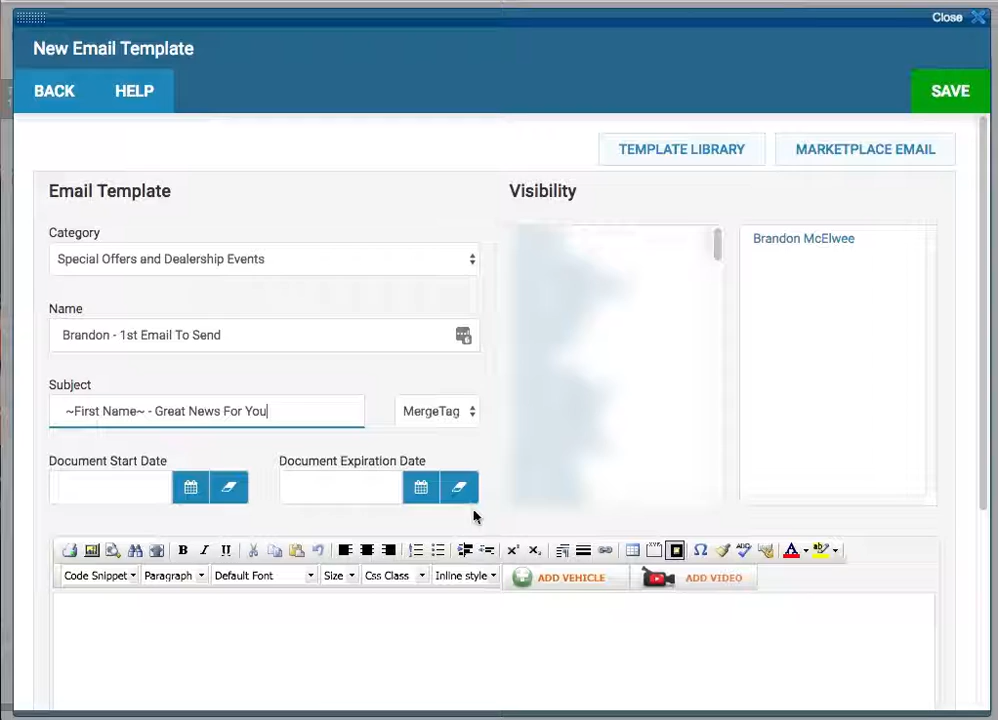 Close
New Email Template
BACK HELP SAVE
TEMPLATE LIBRARY MARKETPLACE EMAIL
Email Template
Visibility
Category
Special Offers and Dealership Events
Brandon McElwee
Name
Brandon - 1st Email To Send
Subject
~First Name~ - Great News For You
MergeTag
Document Start Date
Document Expiration Date
Code Snippet Paragraph Default Font Size Css Class Inline style ADD VEHICLE ADD VIDEO